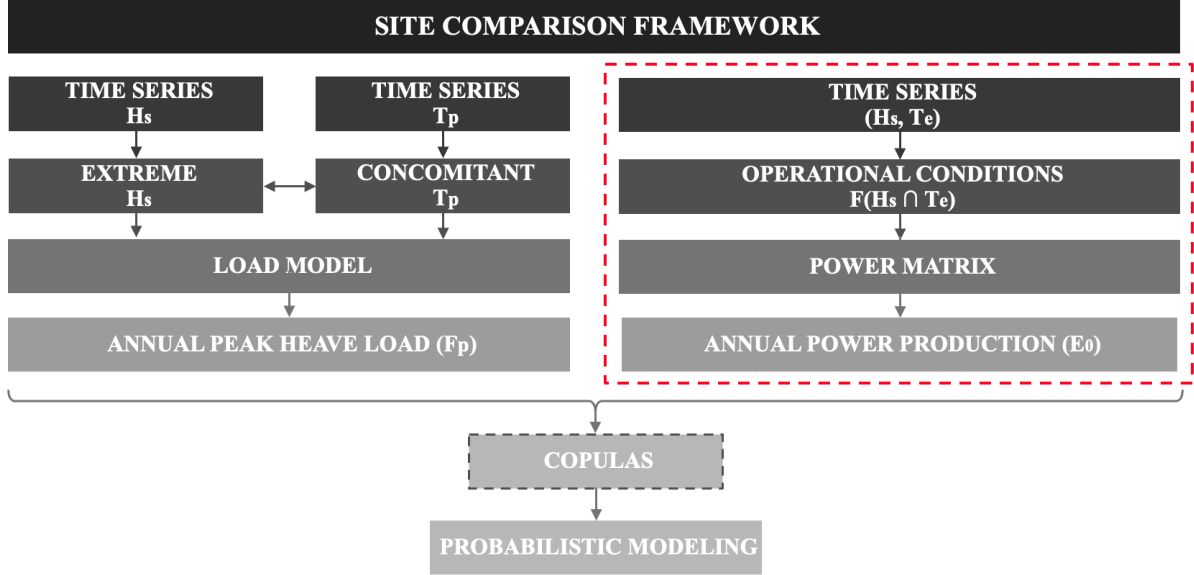 SITE COMPARISON FRAMEWORK
TIME SERIES
Hs
TIME SERIES
Tp
EXTREME
Hs
CONCOMITANT
Tp
LOAD MODEL
ANNUAL PEAK HEAVE LOAD (Fp)
TIME SERIES
(Hs, Te)
OPERATIONAL CONDITIONS
F(Hs ∩ Te)
POWER MATRIX
ANNUAL POWER PRODUCTION (E0)
COPULAS
PROBABILISTIC MODELING